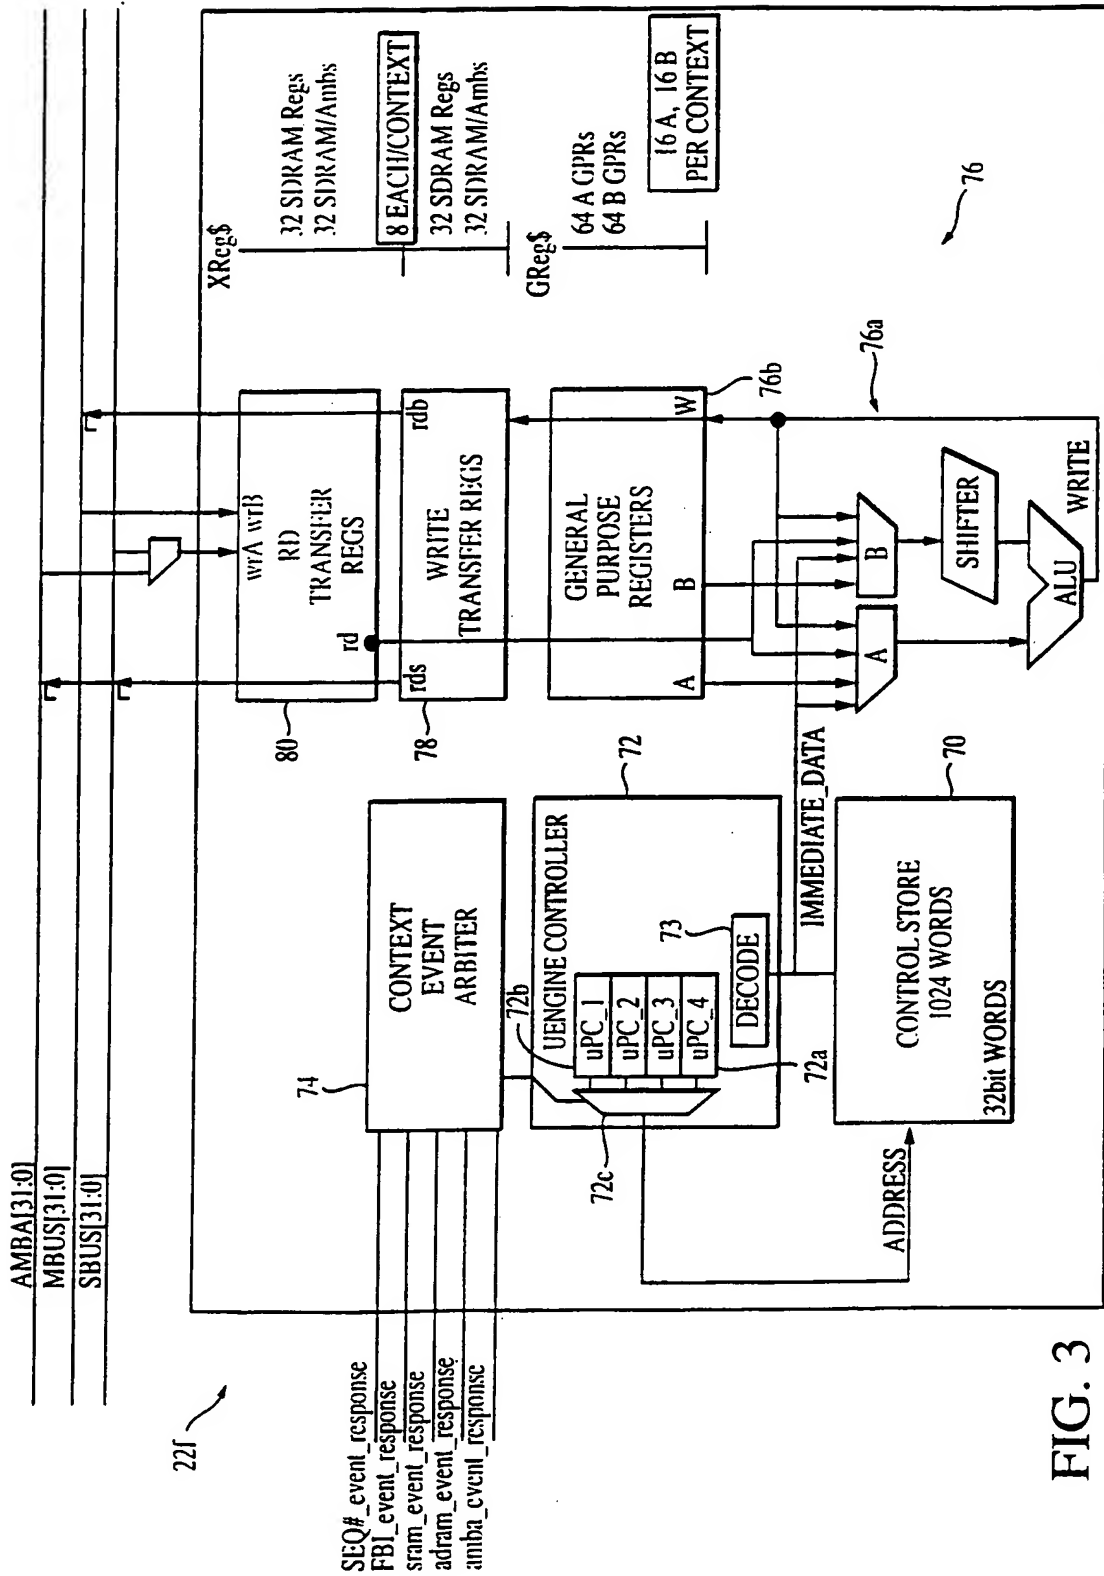 AMBA[31:0]
MBUS[31:0]
SBUS[31:0]
22f
SEQ#_event_response
FBI_event_response
sram_event_response
adram_event_response
amba_event_response
74
CONTEXT
EVENT
ARBITER
72
UENGINE CONTROLLER
72b
uPC_1
uPC_2
uPC_3
uPC_4
72a
72c
73
DECODE
IMMEDIATE_DATA
70
CONTROL STORE
1024 WORDS
32bit WORDS
ADDRESS
80
wrA wrB
RD
TRANSFER
REGS
rd
78
rds
WRITE
TRANSFER REGS
rdb
GENERAL
PURPOSE
REGISTERS
A
B
W
76b
76a
A
B
SHIFTER
ALU
WRITE
XReg$
32 SDRAM Regs
32 SDRAM/Ambs
8 EACH/CONTEXT
32 SDRAM Regs
32 SDRAM/Ambs
GReg$
64 A GPRs
64 B GPRs
16 A, 16 B
PER CONTEXT
76
FIG. 3